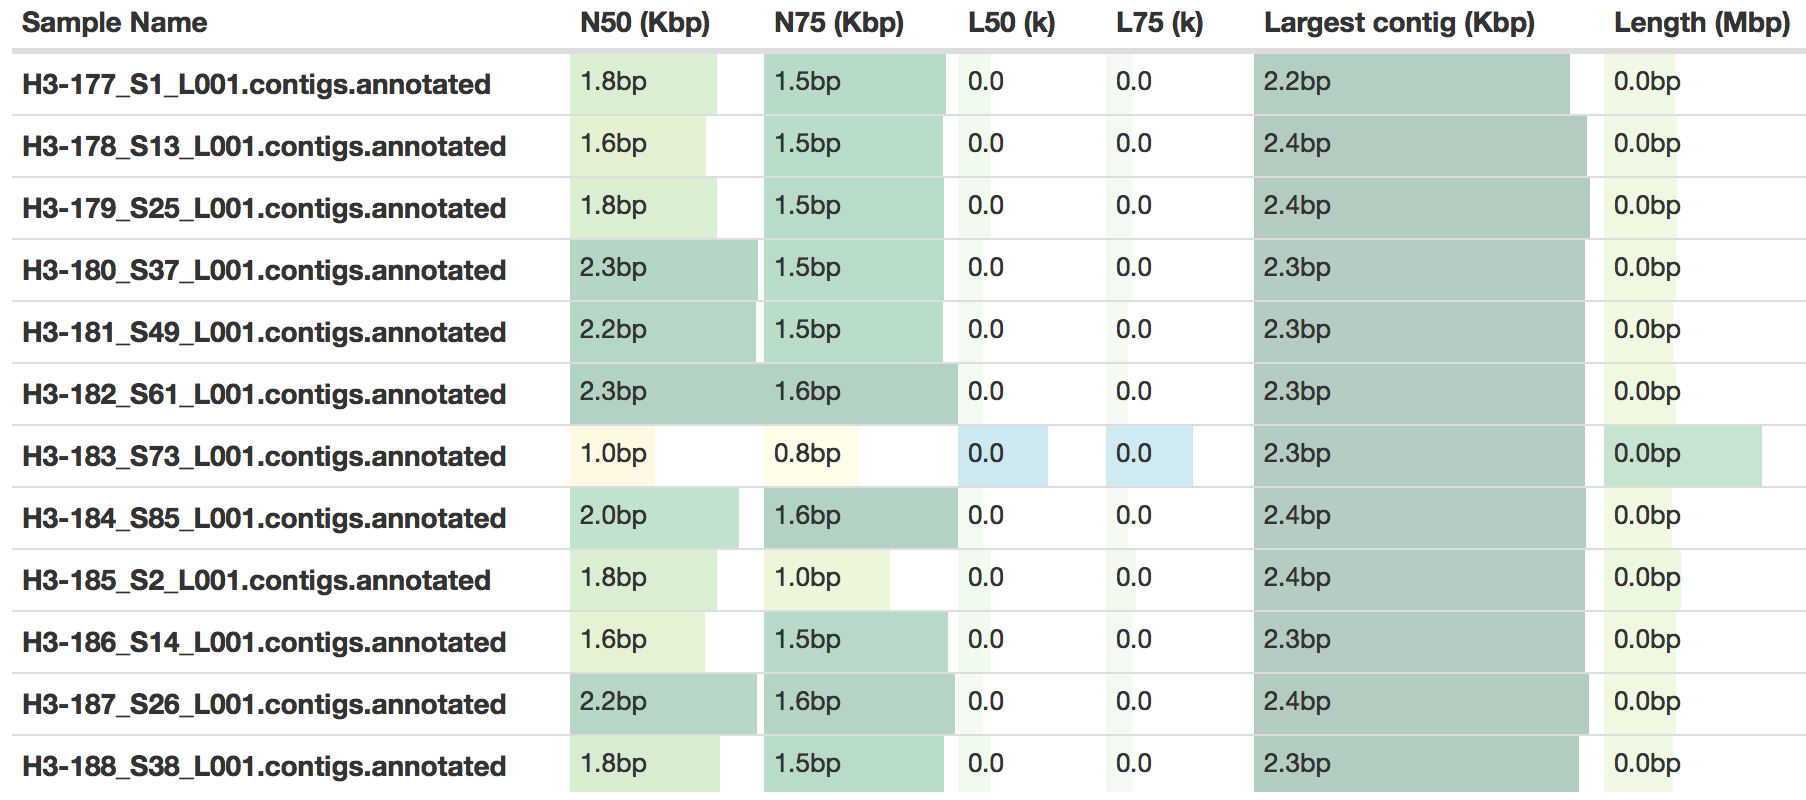 Sample Name N50 (Kbp) N75 (Kbp) L50 (k) L75 (k) Largest contig (Kbp) Length (Mbp)
H3-177_S1_L001.contigs.annotated 1.8bp 1.5bp 0.0 0.0 2.2bp 0.0bp
H3-178_S13_L001.contigs.annotated 1.6bp 1.5bp 0.0 0.0 2.4bp 0.0bp
H3-179_S25_L001.contigs.annotated 1.8bp 1.5bp 0.0 0.0 2.4bp 0.0bp
H3-180_S37_L001.contigs.annotated 2.3bp 1.5bp 0.0 0.0 2.3bp 0.0bp
H3-181_S49_L001.contigs.annotated 2.2bp 1.5bp 0.0 0.0 2.3bp 0.0bp
H3-182_S61_L001.contigs.annotated 2.3bp 1.6bp 0.0 0.0 2.3bp 0.0bp
H3-183_S73_L001.contigs.annotated 1.0bp 0.8bp 0.0 0.0 2.3bp 0.0bp
H3-184_S85_L001.contigs.annotated 2.0bp 1.6bp 0.0 0.0 2.4bp 0.0bp
H3-185_S2_L001.contigs.annotated 1.8bp 1.0bp 0.0 0.0 2.4bp 0.0bp
H3-186_S14_L001.contigs.annotated 1.6bp 1.5bp 0.0 0.0 2.3bp 0.0bp
H3-187_S26_L001.contigs.annotated 2.2bp 1.6bp 0.0 0.0 2.4bp 0.0bp
H3-188_S38_L001.contigs.annotated 1.8bp 1.5bp 0.0 0.0 2.3bp 0.0bp